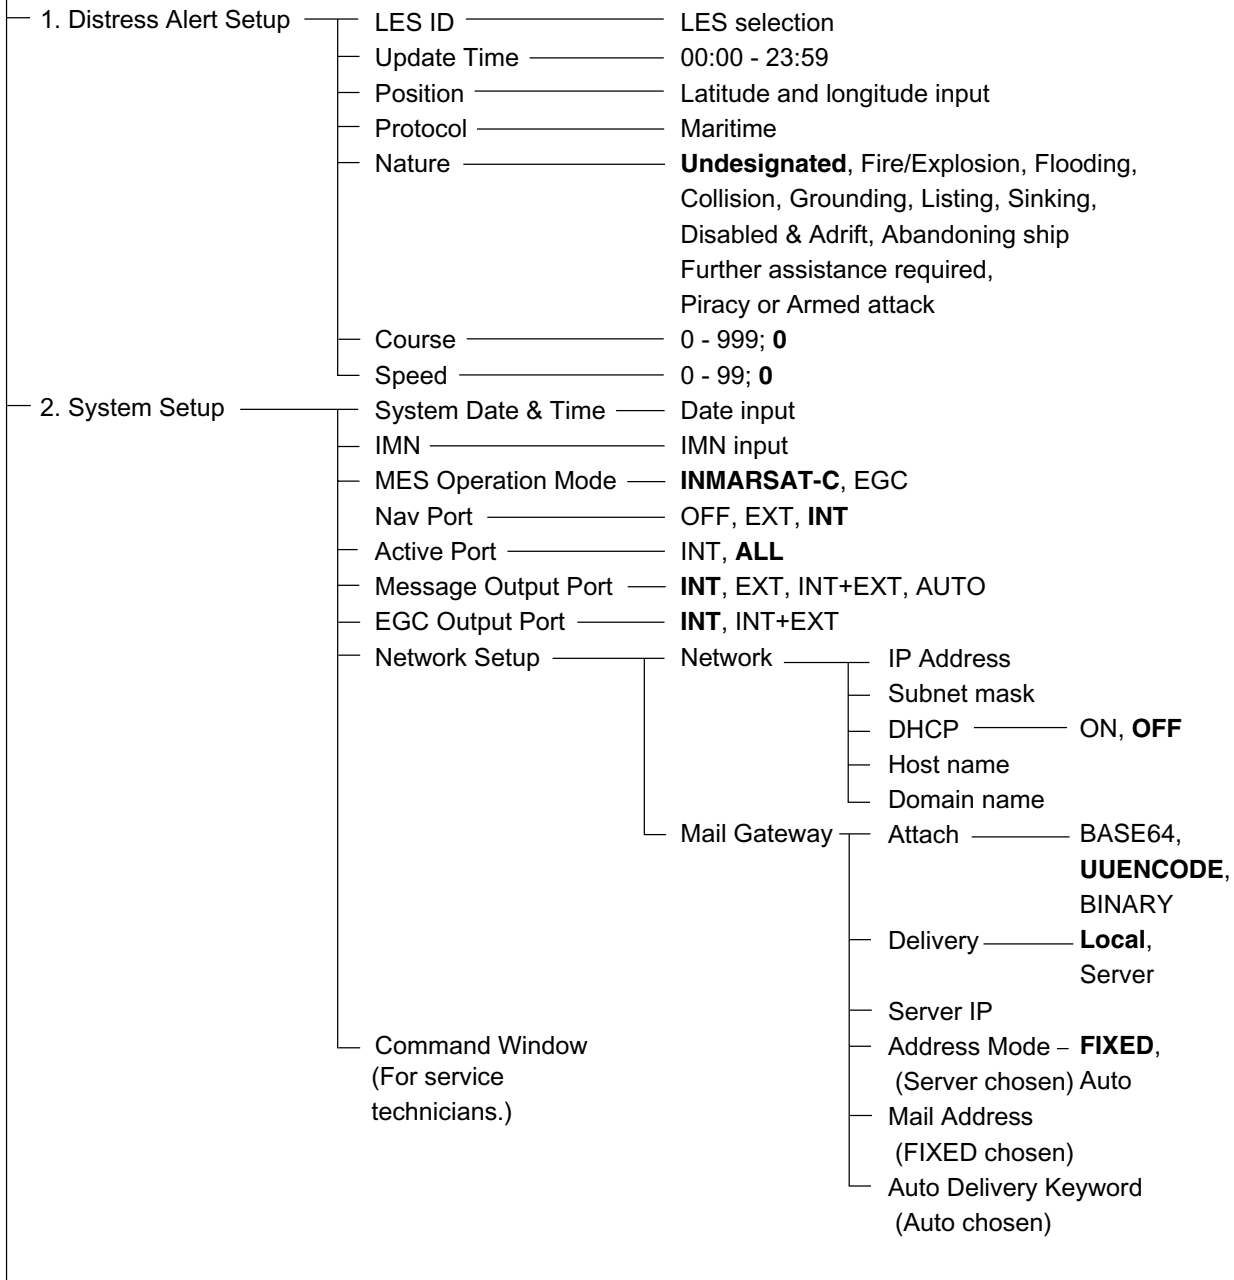 1. Distress Alert Setup LES ID LES selection
Update Time 00:00 - 23:59
Position Latitude and longitude input
Protocol Maritime
Nature Undesignated, Fire/Explosion, Flooding,
Collision, Grounding, Listing, Sinking,
Disabled & Adrift, Abandoning ship
Further assistance required,
Piracy or Armed attack
Course 0 - 999; 0
Speed 0 - 99; 0
2. System Setup System Date & Time Date input
IMN IMN input
MES Operation Mode INMARSAT-C, EGC
Nav Port OFF, EXT, INT
Active Port INT, ALL
Message Output Port INT, EXT, INT+EXT, AUTO
EGC Output Port INT, INT+EXT
Network Setup Network IP Address
Subnet mask
DHCP ON, OFF
Host name
Domain name
Mail Gateway Attach BASE64,
UUENCODE,
BINARY
Delivery Local,
Server
Server IP
Command Window Address Mode FIXED,
(For service (Server chosen) Auto
technicians.) Mail Address
(FIXED chosen)
Auto Delivery Keyword
(Auto chosen)